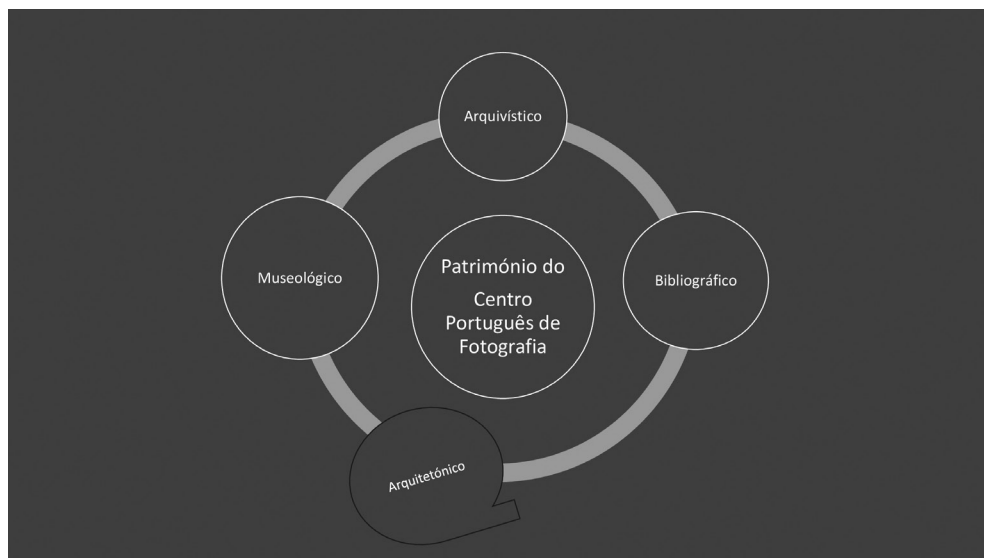 Arquivístico
Museológico
Património do
Centro
Português de
Fotografia
Bibliográfico
Arquitetónico